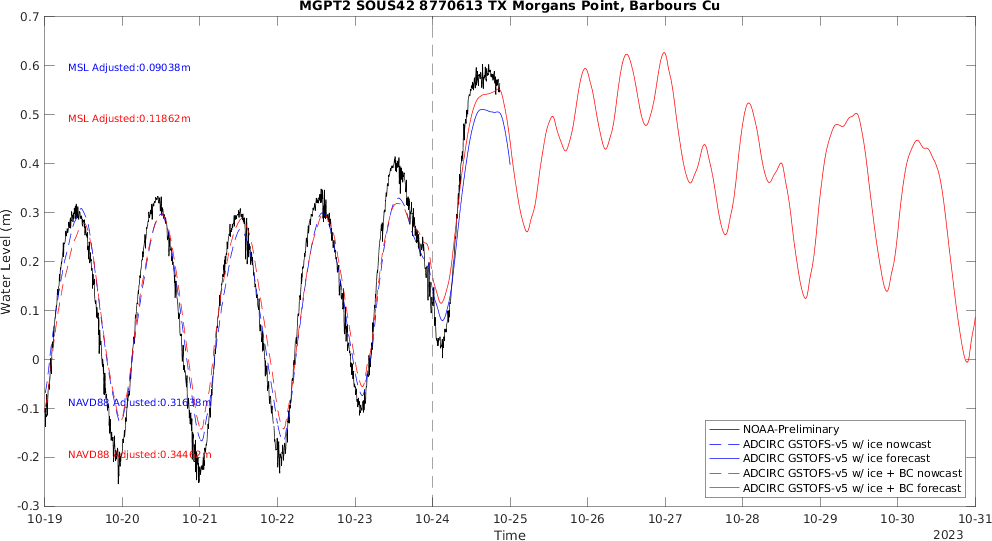 MGPT2 SOUS42 8770613 TX Morgans Point, Barbours Cu
0.7
0.6
0.5
0.4
0.3
0.2
0.1
0
-0.1
-0.2
-0.3
Water Level (m)
MSL Adjusted:0.09038m
MSL Adjusted:0.11862m
NAVD88 Adjusted:0.31638m
NAVD88 Adjusted:0.34462m
NOAA-Preliminary
ADCIRC GSTOFS-v5 w/ ice nowcast
ADCIRC GSTOFS-v5 w/ ice forecast
ADCIRC GSTOFS-v5 w/ ice + BC nowcast
ADCIRC GSTOFS-v5 w/ ice + BC forecast
10-19 10-20 10-21 10-22 10-23 10-24 10-25 10-26 10-27 10-28 10-29 10-30 10-31
Time
2023